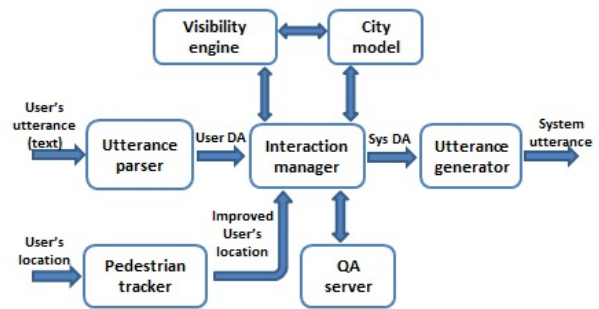 Visibility
engine
City
model
User's
utterance
(text)
Utterance
parser
User DA
Interaction
manager
Sys DA
Utterance
generator
System
utterance
User's
location
Pedestrian
tracker
Improved
User's
location
QA
server